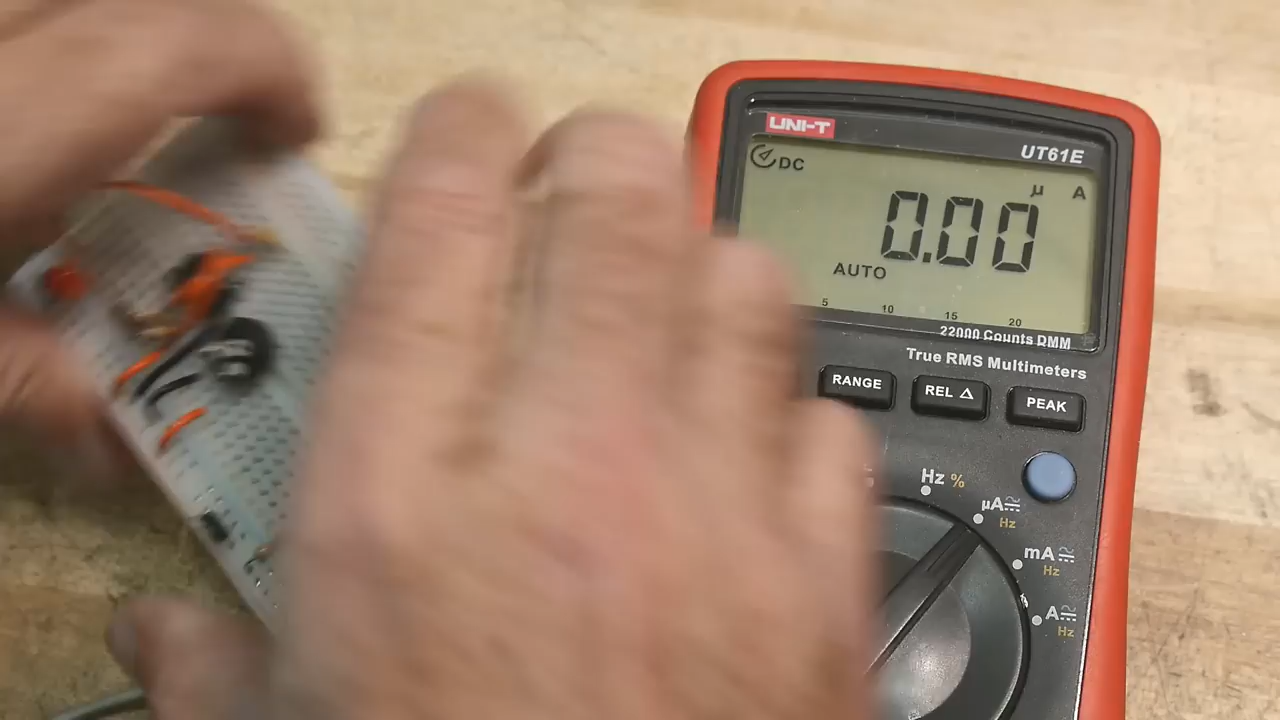 UNI-T
UT61E
DC
µ A
0.00
AUTO
5 10 15 20
22000 Counts DMM
True RMS Multimeters
RANGE
REL Δ
PEAK
Hz %
µA
Hz
mA
Hz
A
Hz